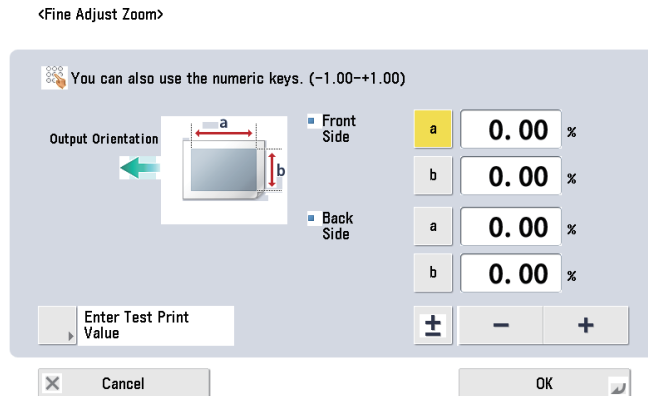 <Fine Adjust Zoom>
You can also use the numeric keys. (-1.00-+1.00)
Output Orientation
a
b
Front
Side
a 0.00 %
b 0.00 %
Back
Side
a 0.00 %
b 0.00 %
Enter Test Print
Value
± − +
Cancel
OK